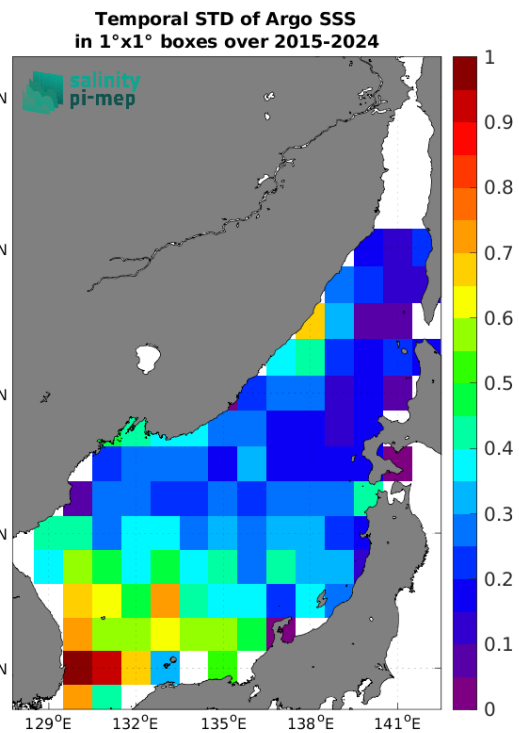 Temporal STD of Argo SSS
in 1°x1° boxes over 2015-2024
salinity
pi-mep
1
0.9
0.8
0.7
0.6
0.5
0.4
0.3
0.2
0.1
0
N
N
N
N
N
129°E 132°E 135°E 138°E 141°E